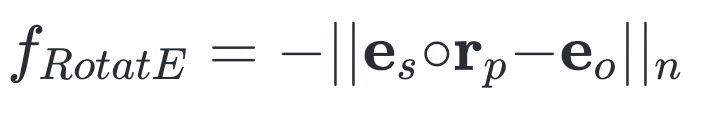 f_{RotatE} = −||𝐞_s∘𝐫_p−𝐞_o||_n